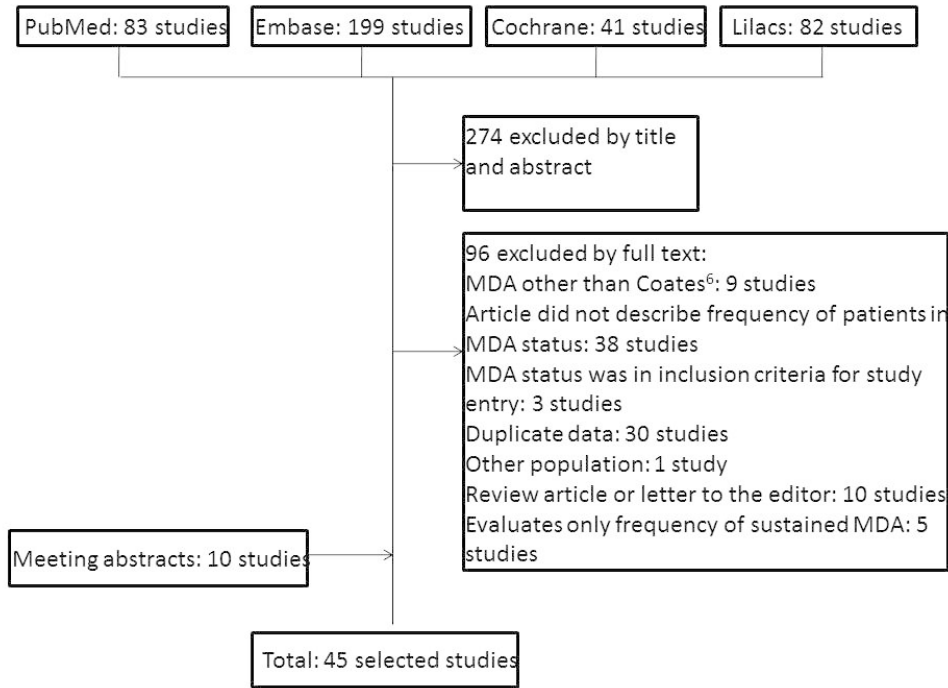 PubMed: 83 studies
Embase: 199 studies
Cochrane: 41 studies
Lilacs: 82 studies
274 excluded by title
and abstract
96 excluded by full text:
MDA other than Coates⁶: 9 studies
Article did not describe frequency of patients in
MDA status: 38 studies
MDA status was in inclusion criteria for study
entry: 3 studies
Duplicate data: 30 studies
Other population: 1 study
Review article or letter to the editor: 10 studies
Evaluates only frequency of sustained MDA: 5
studies
Meeting abstracts: 10 studies
Total: 45 selected studies